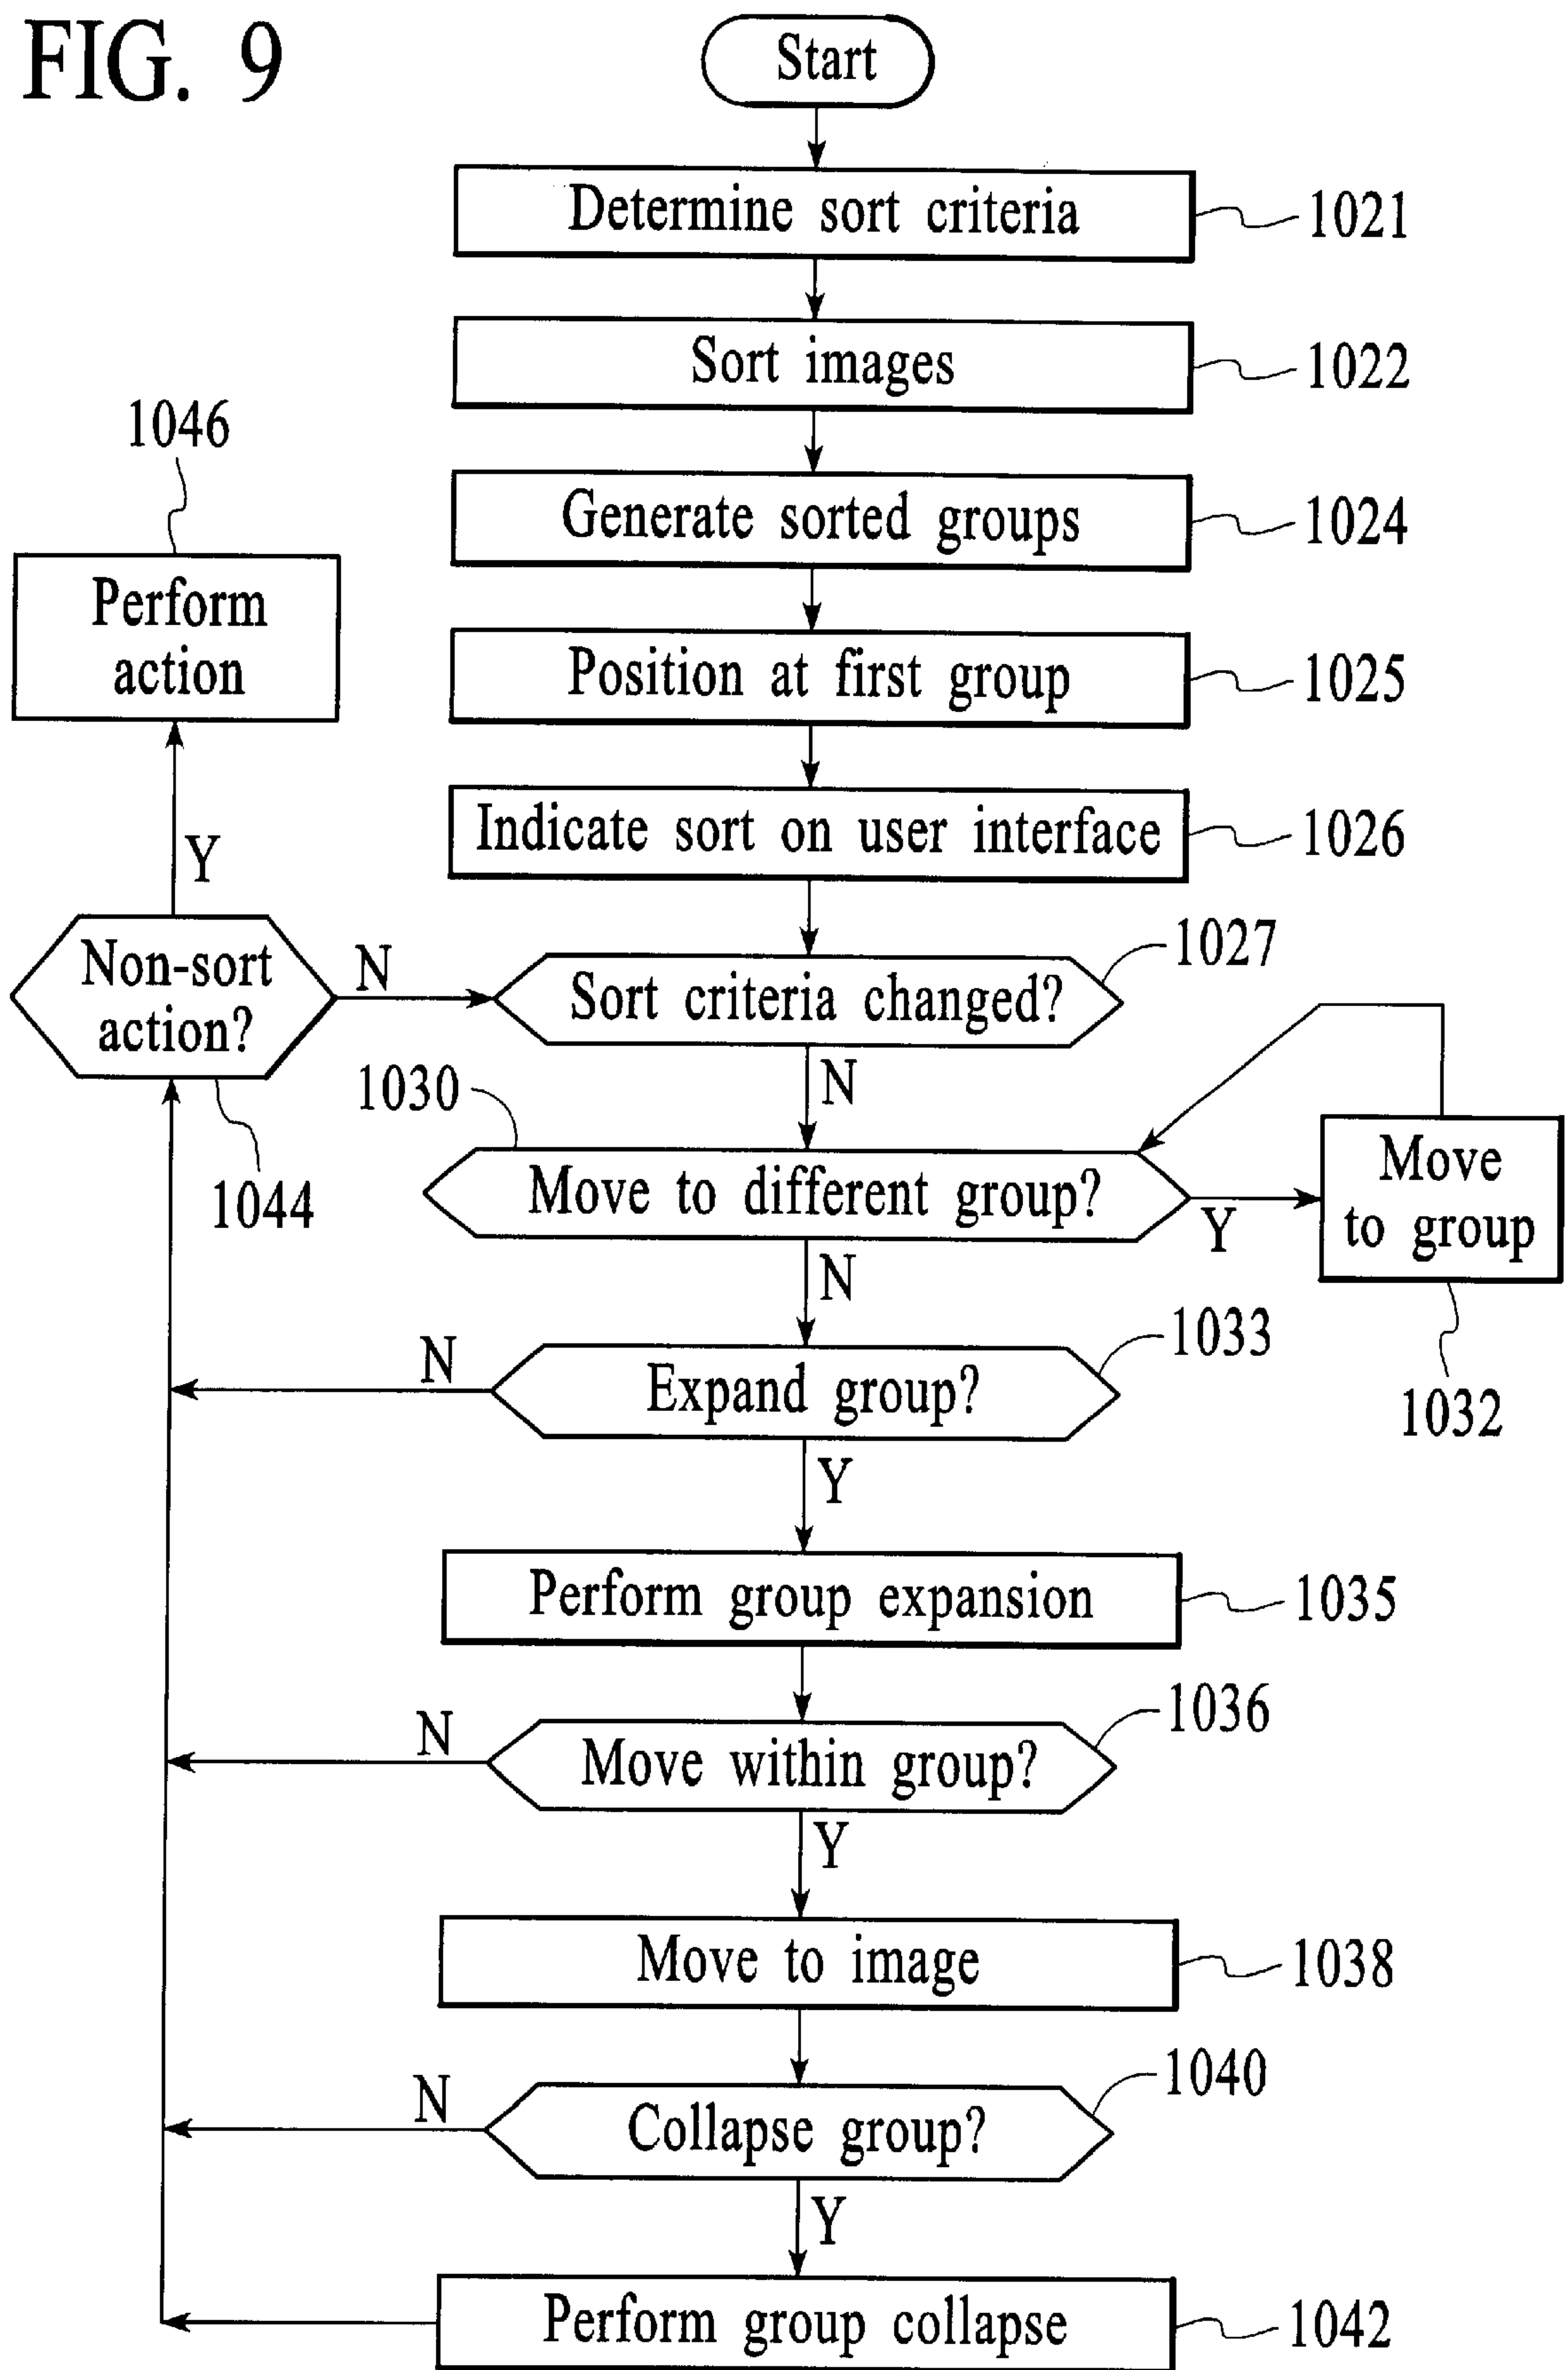 FIG. 9
Start
Determine sort criteria
1021
Sort images
1022
Generate sorted groups
1024
Position at first group
1025
Indicate sort on user interface
1026
1046
Perform
action
Y
Non-sort
action?
N
1044
Sort criteria changed?
1027
N
1030
Move to different group?
Y
Move
to group
1032
N
Expand group?
1033
N
Y
Perform group expansion
1035
Move within group?
1036
N
Y
Move to image
1038
Collapse group?
1040
N
Y
Perform group collapse
1042